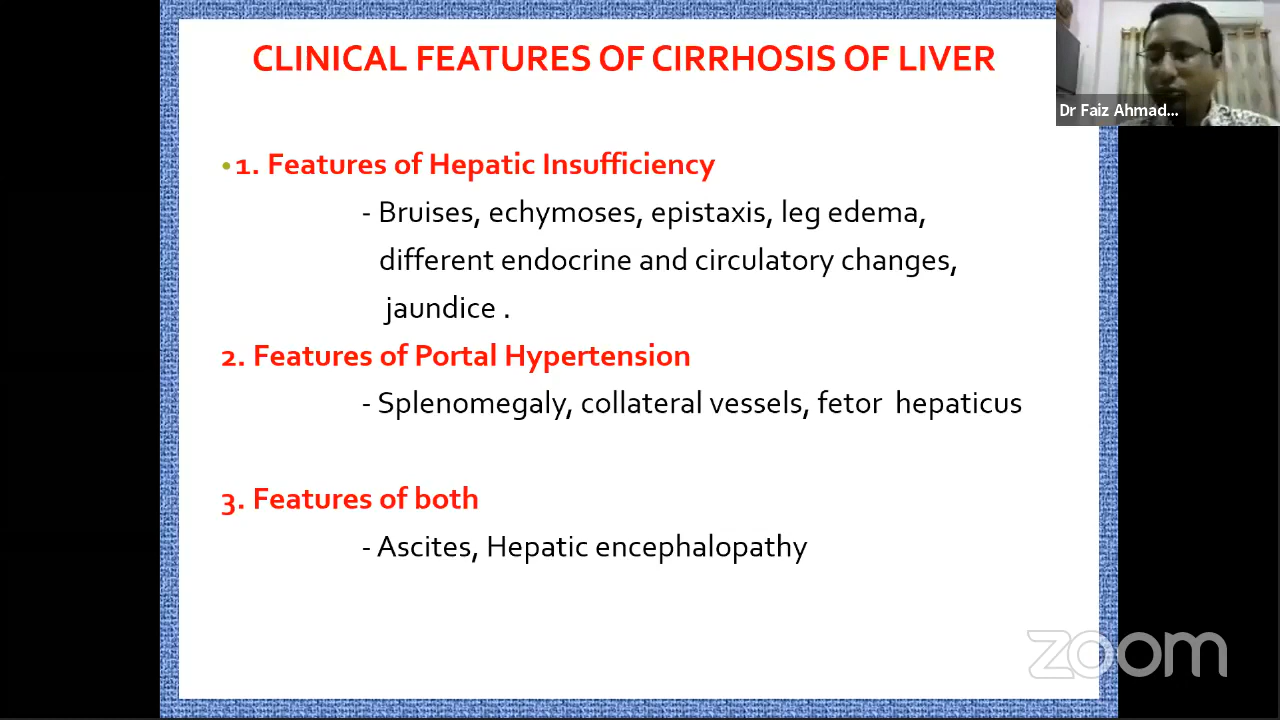 CLINICAL FEATURES OF CIRRHOSIS OF LIVER
Dr Faiz Ahmad...
•1. Features of Hepatic Insufficiency
- Bruises, echymoses, epistaxis, leg edema,
different endocrine and circulatory changes,
jaundice .
2. Features of Portal Hypertension
- Splenomegaly, collateral vessels, fetor hepaticus
3. Features of both
- Ascites, Hepatic encephalopathy
zoom